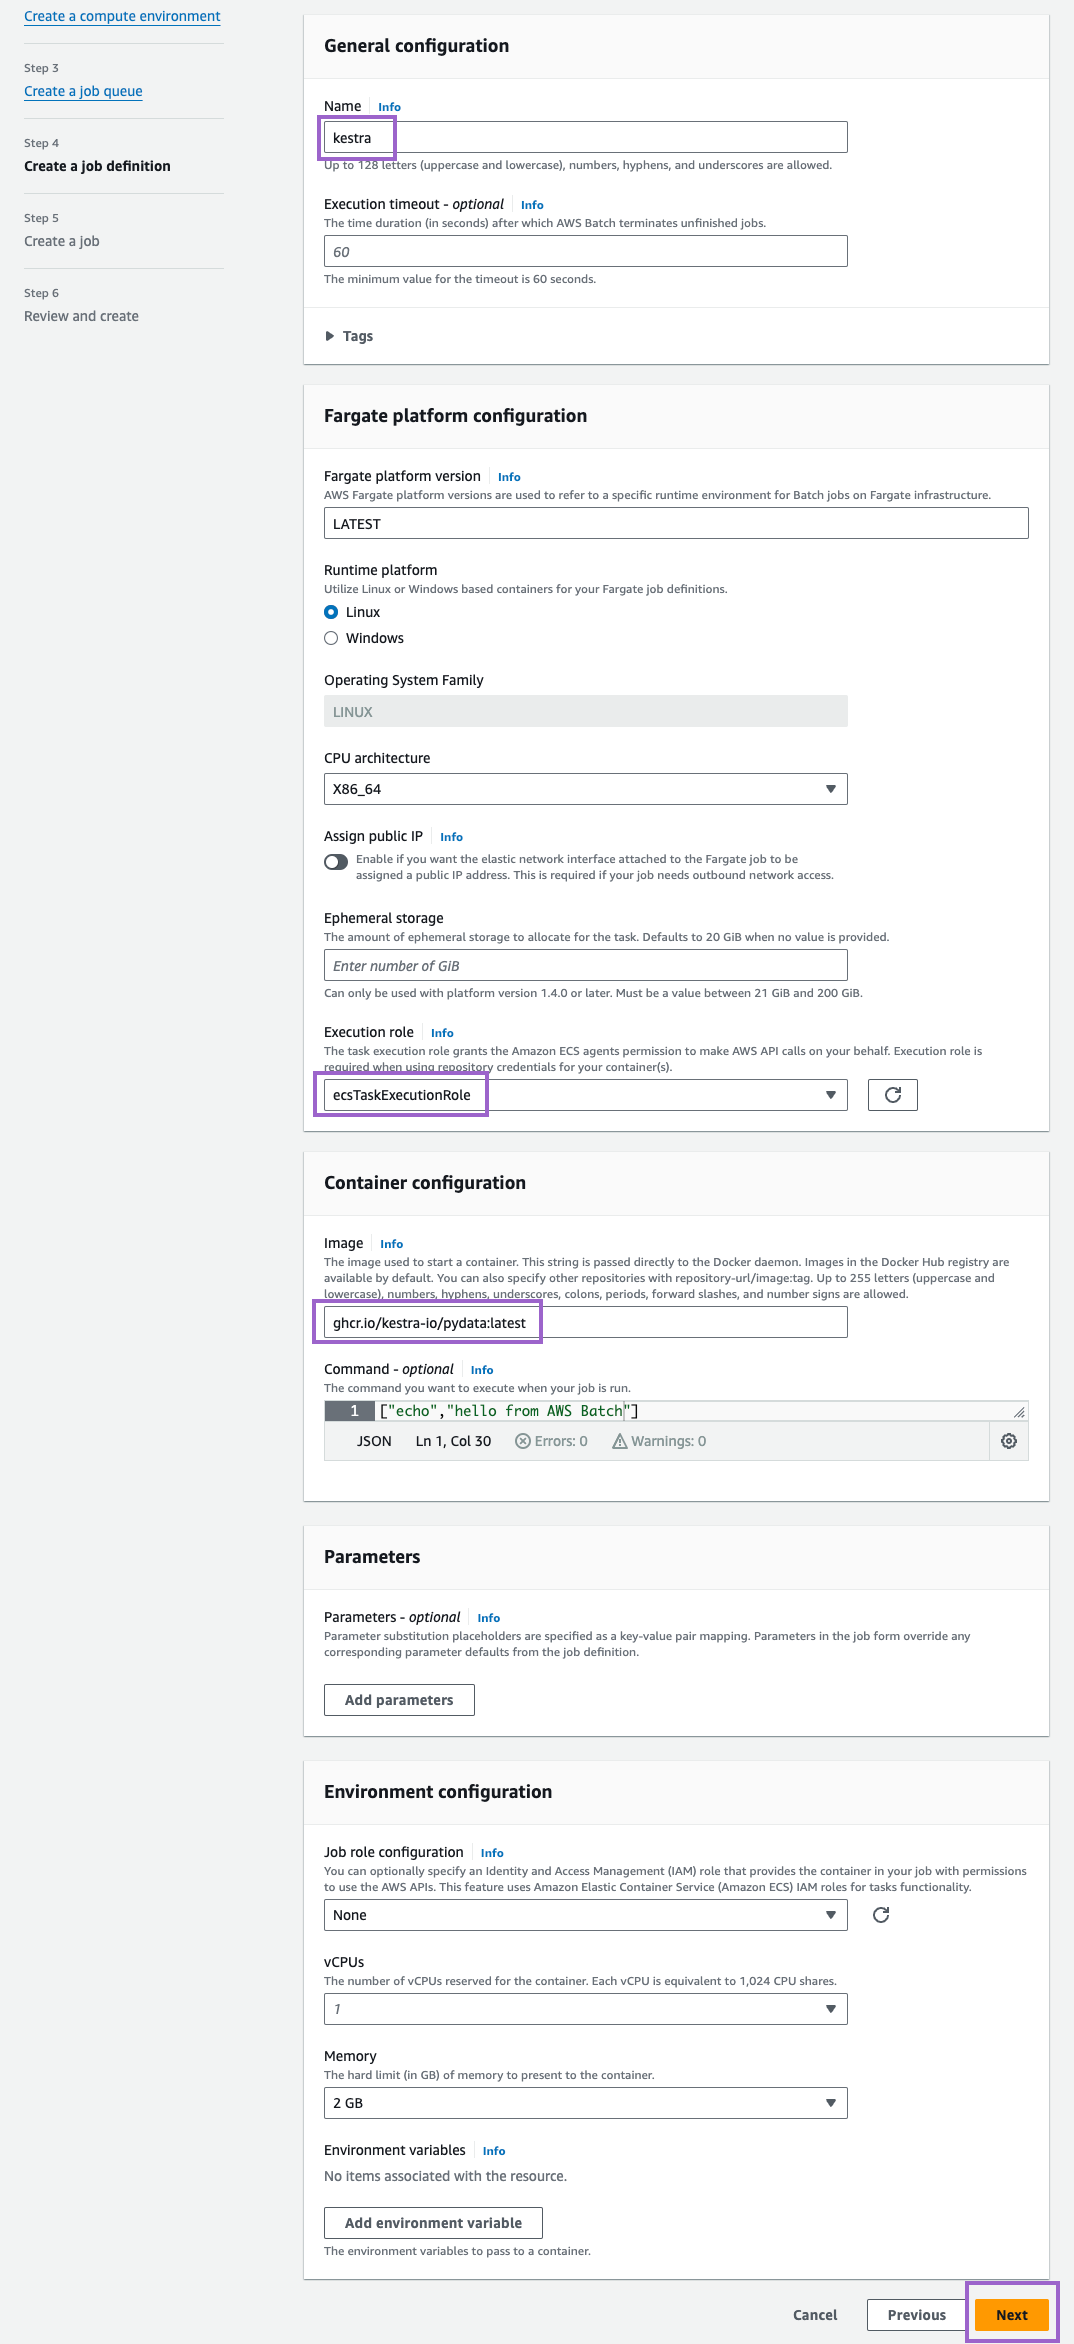 Create a compute environment
Step 3
Create a job queue
Step 4
Create a job definition
Step 5
Create a job
Step 6
Review and create
General configuration
Name Info
kestra
Up to 128 letters (uppercase and lowercase), numbers, hyphens, and underscores are allowed.
Execution timeout - optional Info
The time duration (in seconds) after which AWS Batch terminates unfinished jobs.
60
The minimum value for the timeout is 60 seconds.
Tags
Fargate platform configuration
Fargate platform version Info
AWS Fargate platform versions are used to refer to a specific runtime environment for Batch jobs on Fargate infrastructure.
LATEST
Runtime platform
Utilize Linux or Windows based containers for your Fargate job definitions.
Linux
Windows
Operating System Family
LINUX
CPU architecture
X86_64
Assign public IP Info
Enable if you want the elastic network interface attached to the Fargate job to be
assigned a public IP address. This is required if your job needs outbound network access.
Ephemeral storage
The amount of ephemeral storage to allocate for the task. Defaults to 20 GiB when no value is provided.
Enter number of GiB
Can only be used with platform version 1.4.0 or later. Must be a value between 21 GiB and 200 GiB.
Execution role Info
The task execution role grants the Amazon ECS agents permission to make AWS API calls on your behalf. Execution role is
required when using repository credentials for your container(s).
ecsTaskExecutionRole
Container configuration
Image Info
The image used to start a container. This string is passed directly to the Docker daemon. Images in the Docker Hub registry are
available by default. You can also specify other repositories with repository-url/image:tag. Up to 255 letters (uppercase and
lowercase), numbers, hyphens, underscores, colons, periods, forward slashes, and number signs are allowed.
ghcr.io/kestra-io/pydata:latest
Command - optional Info
The command you want to execute when your job is run.
1 ["echo","hello from AWS Batch"]
JSON Ln 1, Col 30 Errors: 0 Warnings: 0
Parameters
Parameters - optional Info
Parameter substitution placeholders are specified as a key-value pair mapping. Parameters in the job form override any
corresponding parameter defaults from the job definition.
Add parameters
Environment configuration
Job role configuration Info
You can optionally specify an Identity and Access Management (IAM) role that provides the container in your job with permissions
to use the AWS APIs. This feature uses Amazon Elastic Container Service (Amazon ECS) IAM roles for tasks functionality.
None
vCPUs
The number of vCPUs reserved for the container. Each vCPU is equivalent to 1,024 CPU shares.
1
Memory
The hard limit (in GB) of memory to present to the container.
2 GB
Environment variables Info
No items associated with the resource.
Add environment variable
The environment variables to pass to a container.
Cancel Previous Next